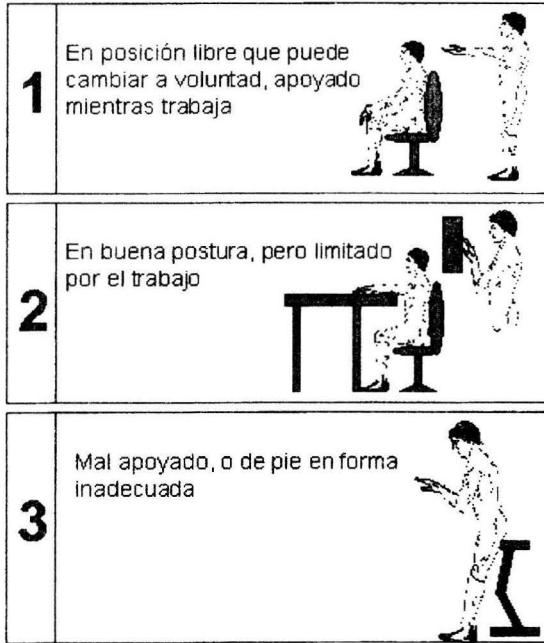 1
En posición libre que puede
cambiar a voluntad, apoyado
mientras trabaja
2
En buena postura, pero limitado
por el trabajo
3
Mal apoyado, o de pie en forma
inadecuada